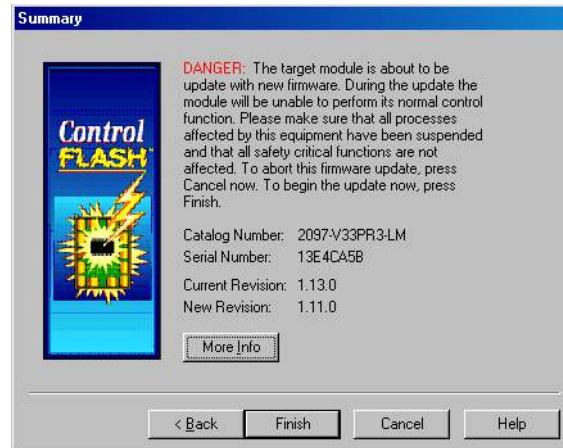 Summary
Control
FLASH
DANGER: The target module is about to be
update with new firmware. During the update the
module will be unable to perform its normal control
function. Please make sure that all processes
affected by this equipment have been suspended
and that all safety critical functions are not
affected. To abort this firmware update, press
Cancel now. To begin the update now, press
Finish.
Catalog Number: 2097-V33PR3-LM
Serial Number: 13E4CA5B
Current Revision: 1.13.0
New Revision: 1.11.0
More Info
< Back Finish Cancel Help